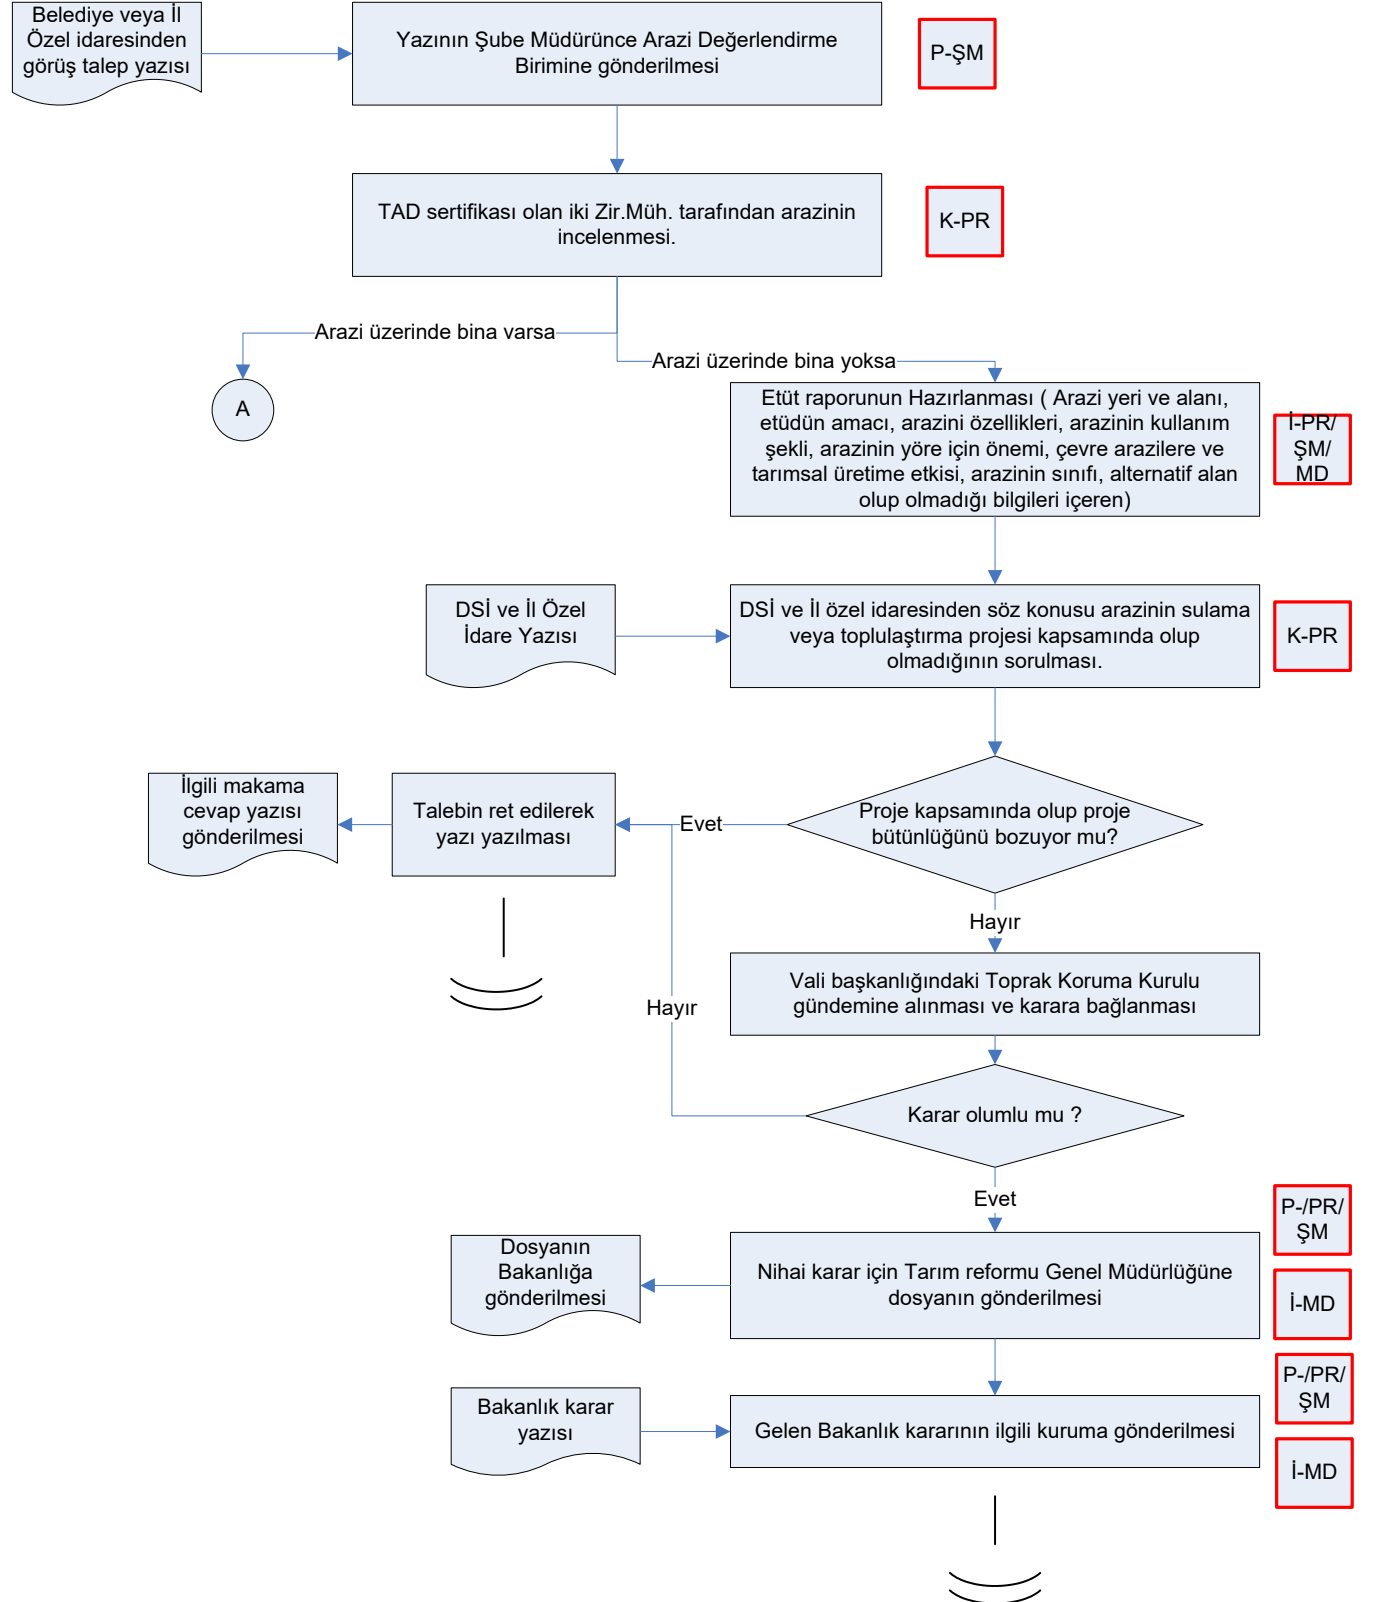 Belediye veya İl
Özel idaresinden
görüş talep yazısı
Yazının Şube Müdürünce Arazi Değerlendirme
Birimine gönderilmesi
P-ŞM
TAD sertifikası olan iki Zir.Müh. tarafından arazinin
incelenmesi.
K-PR
Arazi üzerinde bina varsa
Arazi üzerinde bina yoksa
A
Etüt raporunun Hazırlanması ( Arazi yeri ve alanı,
etüdün amacı, arazini özellikleri, arazinin kullanım
şekli, arazinin yöre için önemi, çevre arazilere ve
tarımsal üretime etkisi, arazinin sınıfı, alternatif alan
olup olmadığı bilgileri içeren)
İ-PR/
ŞM/
MD
DSİ ve İl Özel
İdare Yazısı
DSİ ve İl özel idaresinden söz konusu arazinin sulama
veya toplulaştırma projesi kapsamında olup
olmadığının sorulması.
K-PR
İlgili makama
cevap yazısı
gönderilmesi
Talebin ret edilerek
yazı yazılması
Evet
Proje kapsamında olup proje
bütünlüğünü bozuyor mu?
Hayır
Vali başkanlığındaki Toprak Koruma Kurulu
gündemine alınması ve karara bağlanması
Hayır
Karar olumlu mu ?
Evet
P-/PR/
ŞM
Dosyanın
Bakanlığa
gönderilmesi
Nihai karar için Tarım reformu Genel Müdürlüğüne
dosyanın gönderilmesi
İ-MD
P-/PR/
ŞM
Bakanlık karar
yazısı
Gelen Bakanlık kararının ilgili kuruma gönderilmesi
İ-MD